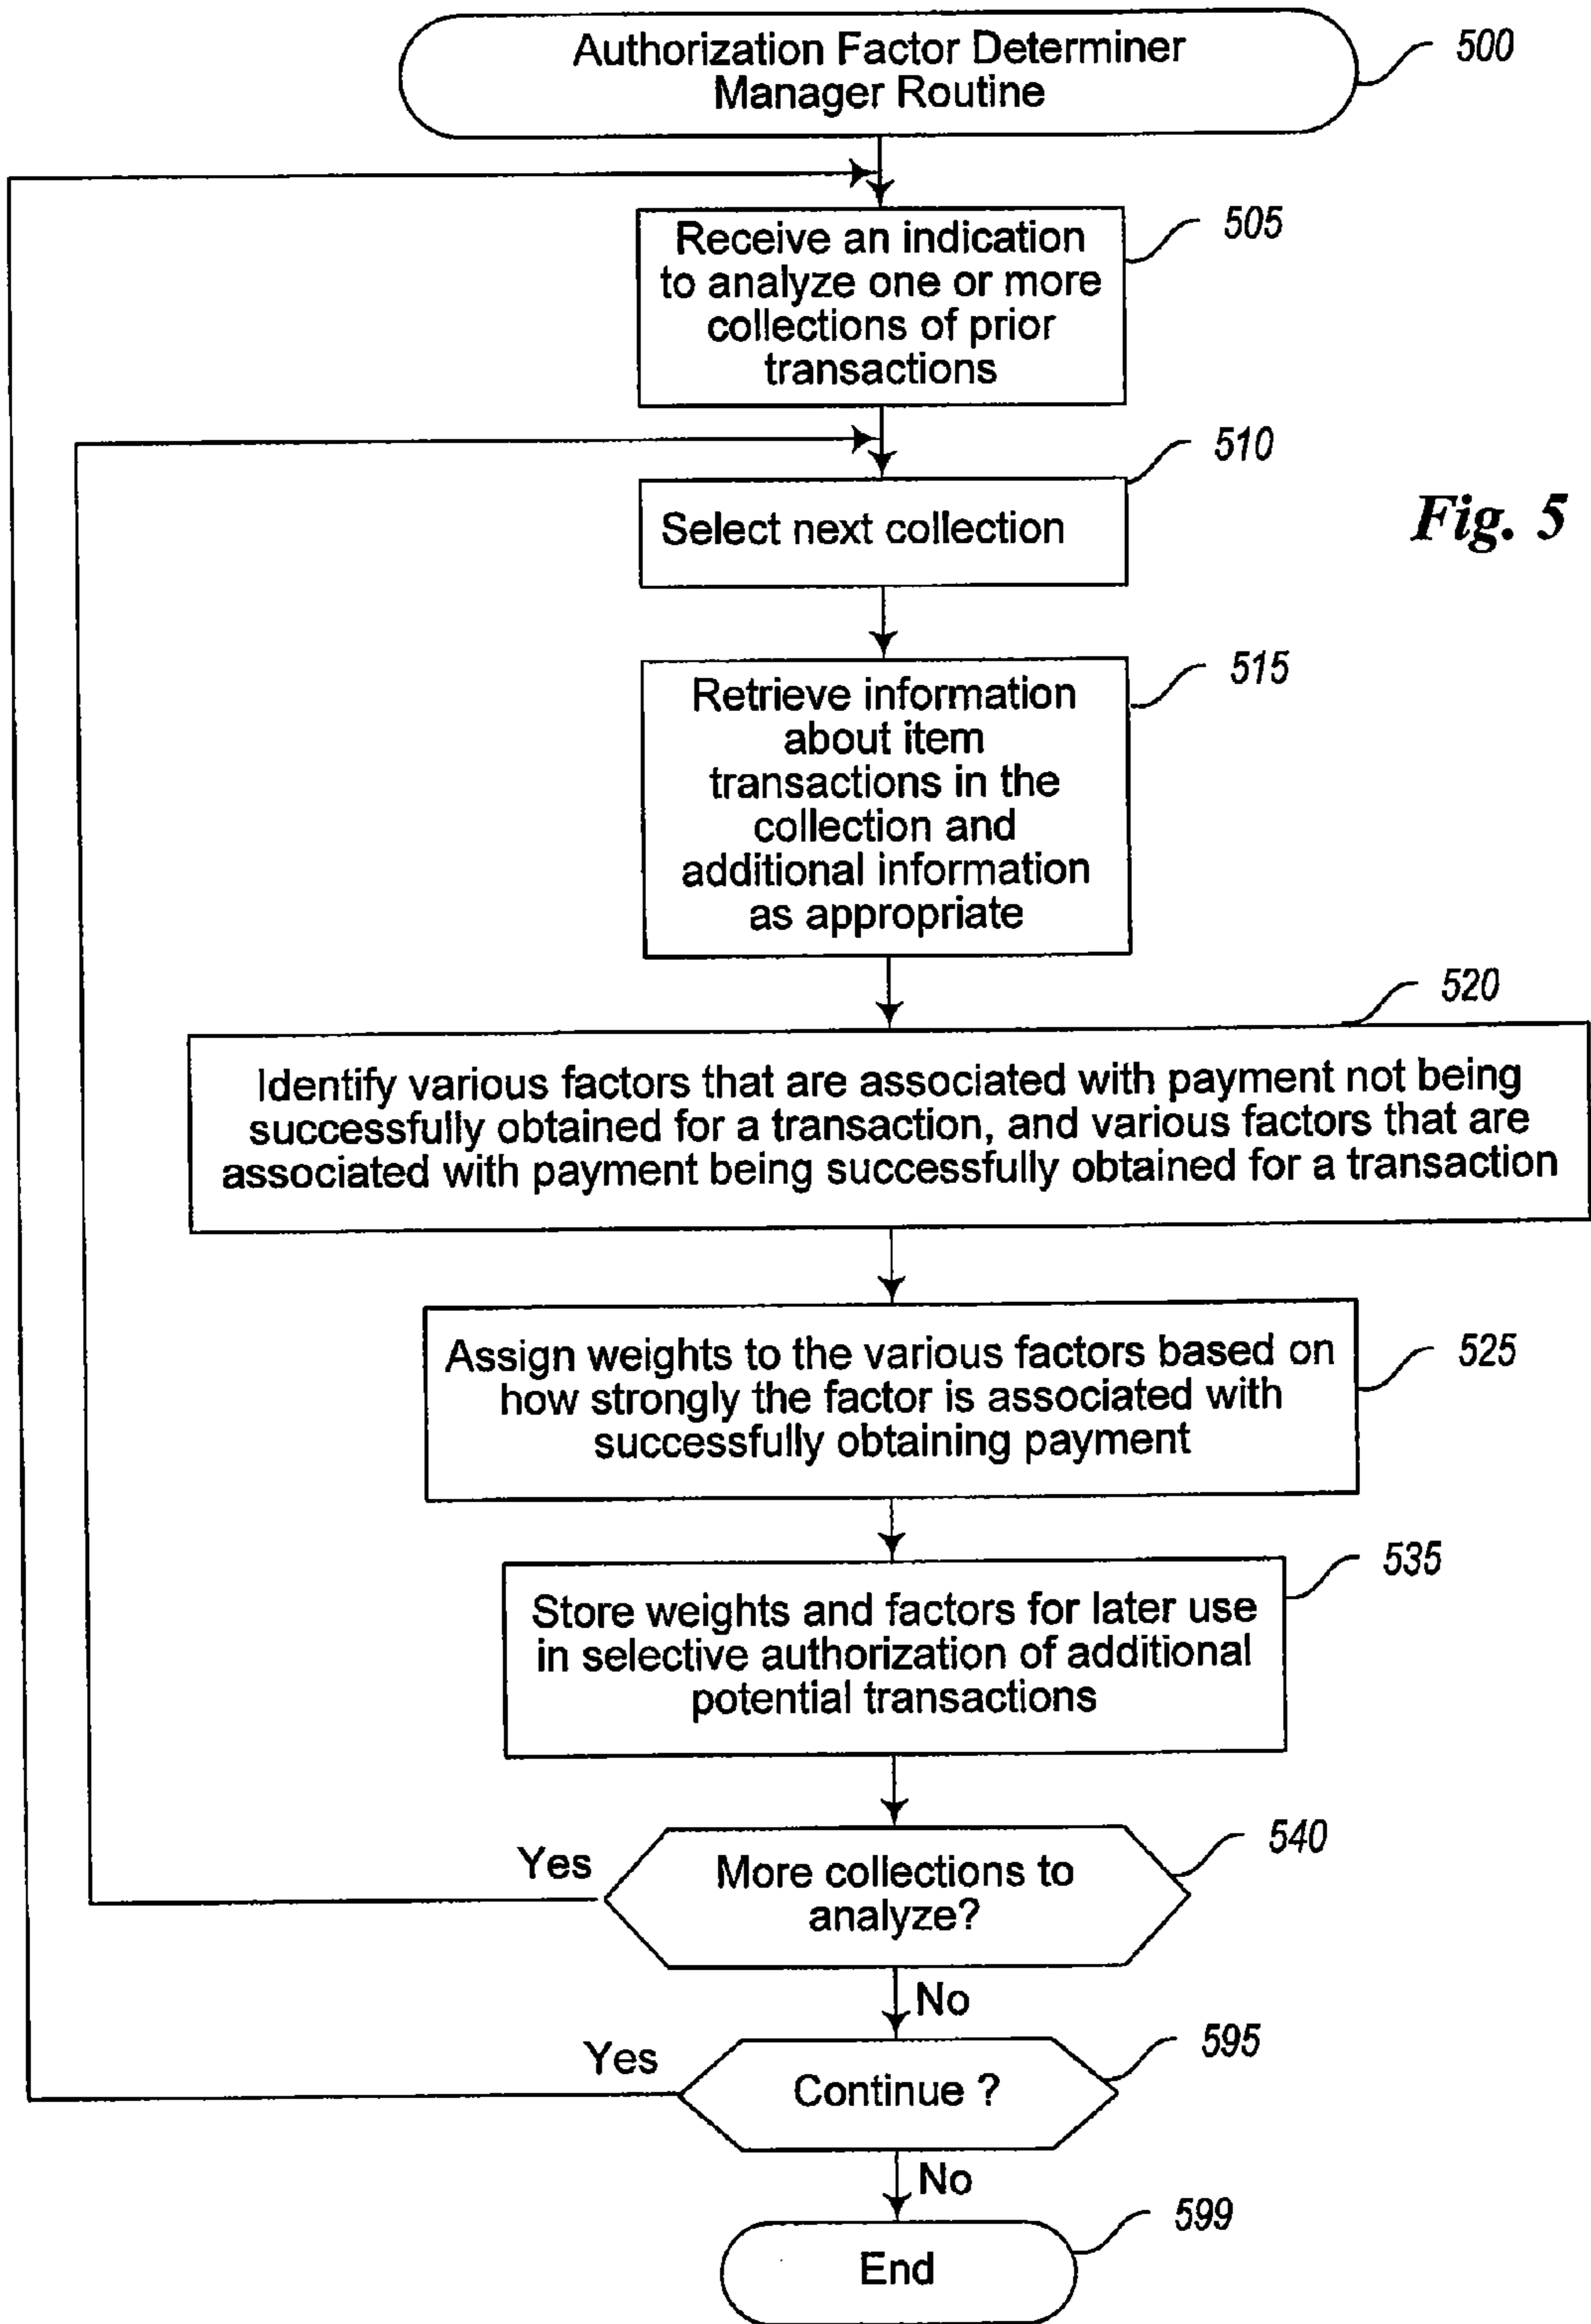 Authorization Factor Determiner
Manager Routine
500
Receive an indication
to analyze one or more
collections of prior
transactions
505
Select next collection
510
Fig. 5
Retrieve information
about item
transactions in the
collection and
additional information
as appropriate
515
Identify various factors that are associated with payment not being
successfully obtained for a transaction, and various factors that are
associated with payment being successfully obtained for a transaction
520
Assign weights to the various factors based on
how strongly the factor is associated with
successfully obtaining payment
525
Store weights and factors for later use
in selective authorization of additional
potential transactions
535
Yes
More collections to
analyze?
540
No
Yes
Continue ?
595
No
End
599